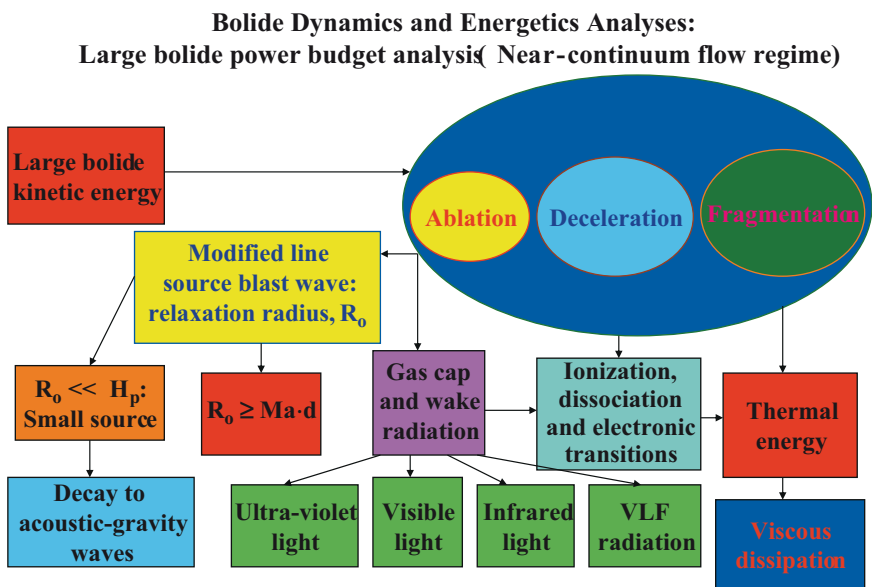 Bolide Dynamics and Energetics Analyses:
Large bolide power budget analysis( Near-continuum flow regime)
Large bolide
kinetic energy
Ablation
Deceleration
Fragmentation
Modified line
source blast wave:
relaxation radius, Ro
Ro << Hp:
Small source
Ro ≥ Ma·d
Gas cap
and wake
radiation
Ionization,
dissociation
and electronic
transitions
Thermal
energy
Decay to
acoustic-gravity
waves
Ultra-violet
light
Visible
light
Infrared
light
VLF
radiation
Viscous
dissipation